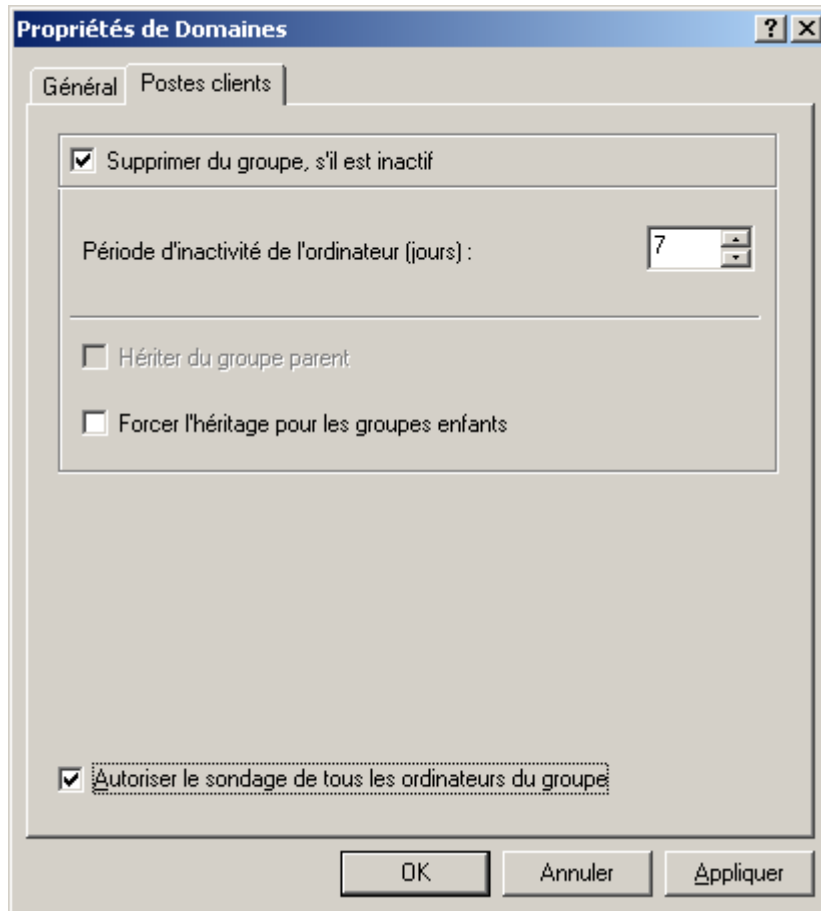 Propriétés de Domaines
Général Postes clients
Supprimer du groupe, s'il est inactif
Période d'inactivité de l'ordinateur (jours) : 7
Hériter du groupe parent
Forcer l'héritage pour les groupes enfants
Autoriser le sondage de tous les ordinateurs du groupe
OK Annuler Appliquer